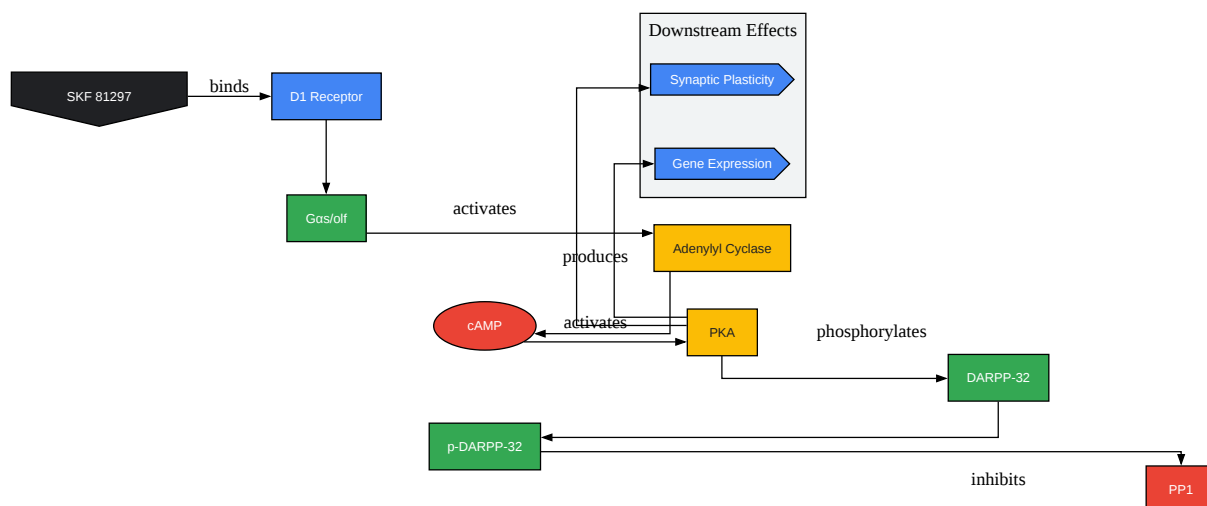 Downstream Effects
Synaptic Plasticity
SKF 81297
binds
D1 Receptor
Gene Expression
activates
Gαs/olf
Adenylyl Cyclase
produces
cAMP
activates
PKA
phosphorylates
DARPP-32
p-DARPP-32
inhibits
PP1